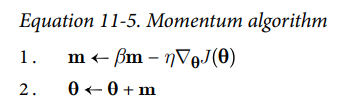 Equation 11-5. Momentum algorithm
1. m ← βm − η∇θJ(θ)
2. θ ← θ + m